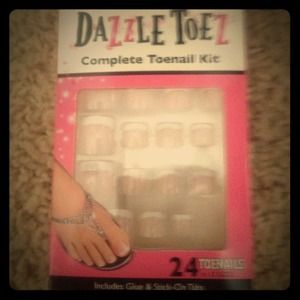 DAZZLE TOEZ
Complete Toenail Kit
24 TOENAILS
Includes Glue & Stick-On Tabs